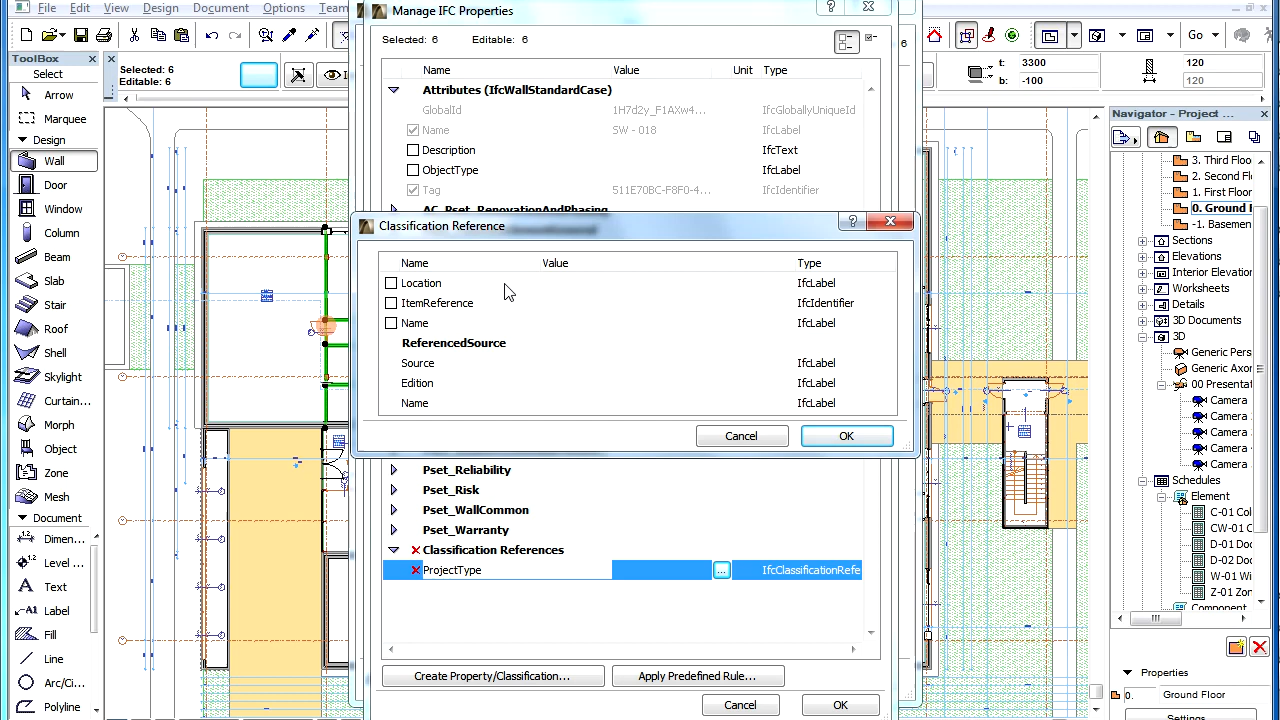 File Edit View Design Document Options Team
ToolBox
Select
Arrow
Marquee
Design
Wall
Door
Window
Column
Beam
Slab
Stair
Roof
Shell
Skylight
Curtain...
Morph
Object
Zone
Mesh
Document
Dimen...
Level ...
Text
Label
Fill
Line
Arc/Ci...
Polyline
Selected: 6
Editable: 6
Manage IFC Properties
Selected: 6 Editable: 6
Name Value Unit Type
Attributes (IfcWallStandardCase)
GlobalId 1H7d2y_F1AXw4... IfcGloballyUniqueId
Name SW - 018 IfcLabel
Description IfcText
ObjectType IfcLabel
Tag 511E70BC-F8F0-4... IfcIdentifier
AC_Pset_RenovationAndPhasing
Classification Reference
Name Value Type
Location IfcLabel
ItemReference IfcIdentifier
Name IfcLabel
ReferencedSource
Source IfcLabel
Edition IfcLabel
Name IfcLabel
Cancel OK
Pset_Reliability
Pset_Risk
Pset_WallCommon
Pset_Warranty
Classification References
ProjectType ... IfcClassificationRefe
Create Property/Classification... Apply Predefined Rule...
Cancel OK
6
t: 3300
b: -100
120
120
Go
Navigator - Project ...
3. Third Floo
2. Second Fl
1. First Floor
0. Ground F
-1. Basemen
Sections
Elevations
Interior Elevation
Worksheets
Details
3D Documents
3D
Generic Pers
Generic Axon
00 Presentat
Camera
Camera
Camera
Camera
Camera
Schedules
Element
C-01 Col
CW-01 C
D-01 Doo
D-02 Doo
W-01 Wi
Z-01 Zon
Component
Properties
0. Ground Floor
Settings...